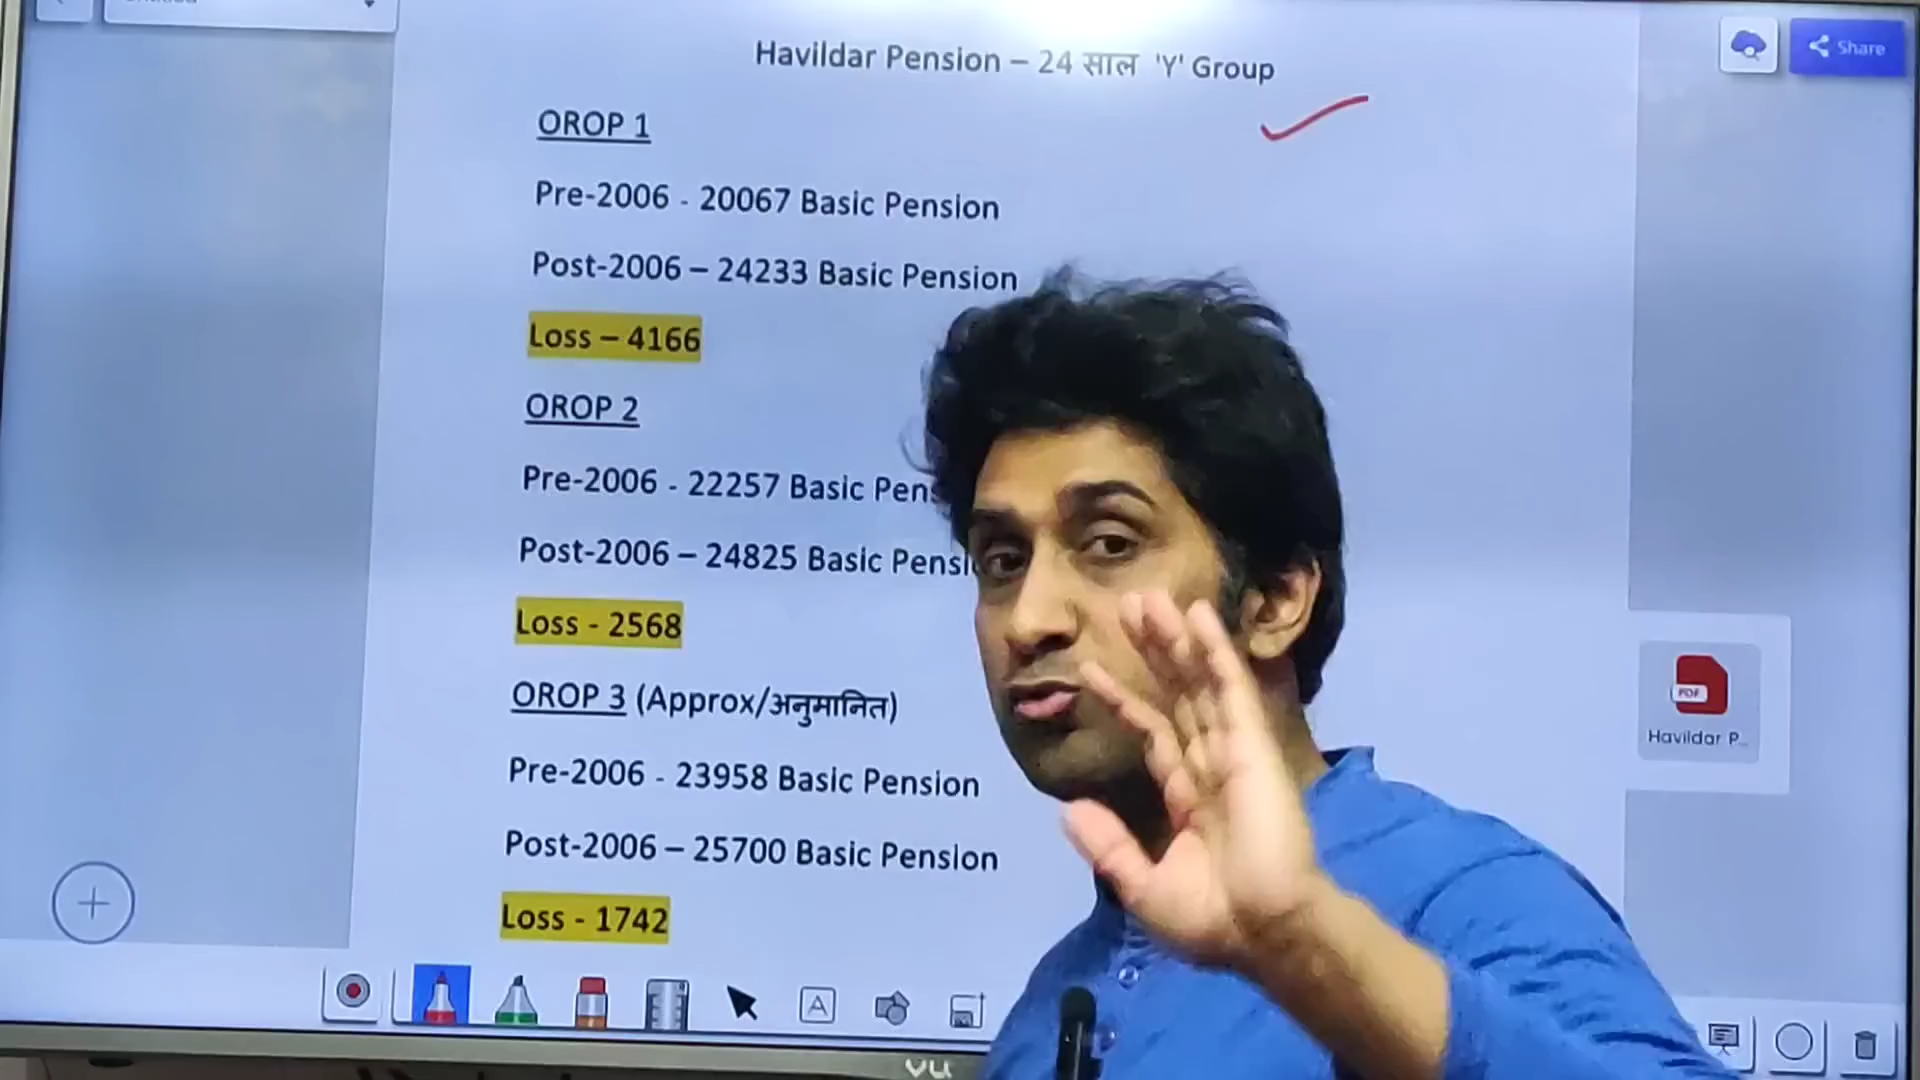 Share
Havildar Pension – 24 साल 'Y' Group
OROP 1
Pre-2006 - 20067 Basic Pension
Post-2006 – 24233 Basic Pension
Loss – 4166
OROP 2
Pre-2006 - 22257 Basic Pens
Post-2006 – 24825 Basic Pensi
Loss - 2568
OROP 3 (Approx/अनुमानित)
Pre-2006 - 23958 Basic Pension
Post-2006 – 25700 Basic Pension
Loss - 1742
PDF
Havildar P...
A
VU